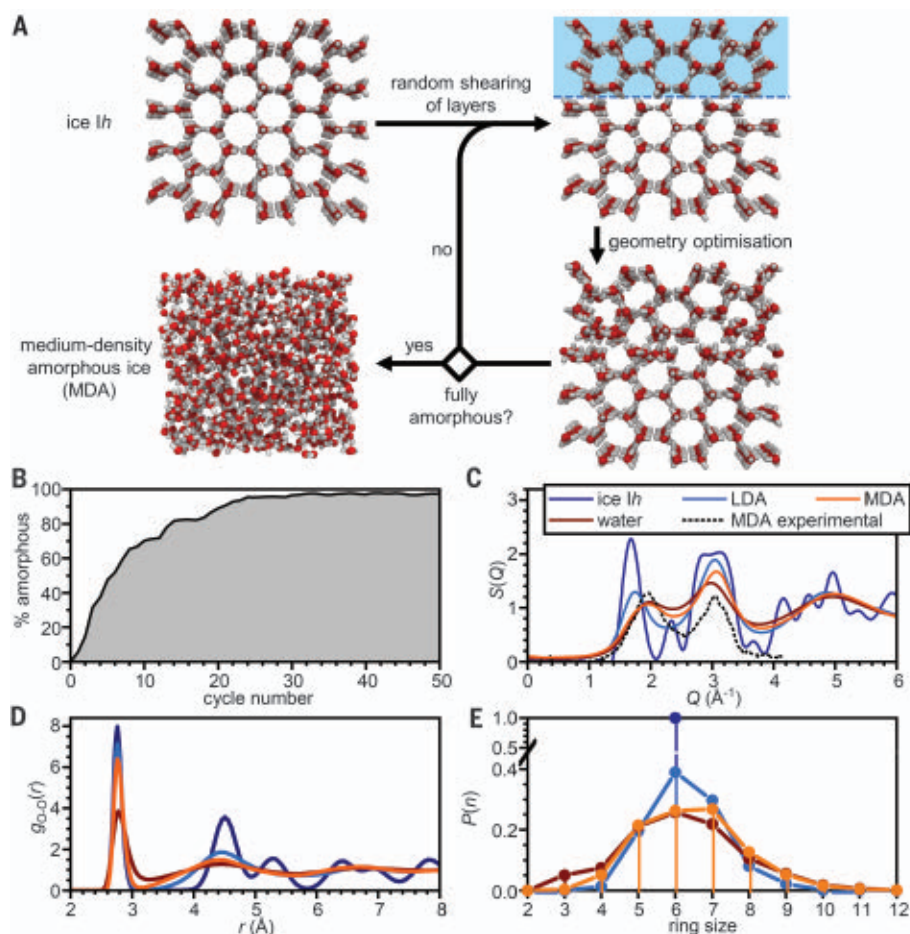 A
ice Ih
random shearing
of layers
geometry optimisation
no
yes
medium-density
amorphous ice
(MDA)
fully
amorphous?
B
% amorphous
100
80
60
40
20
0
0 10 20 30 40 50
cycle number
C
ice Ih LDA MDA
water MDA experimental
S(Q)
3
2
1
0
0 1 2 3 4 5 6
Q (Å-1)
D
gO-O(r)
8
6
4
2
0
2 3 4 5 6 7 8
r (Å)
E
P(n)
1.0
0.5
0.4
0.2
0.0
2 3 4 5 6 7 8 9 10 11 12
ring size